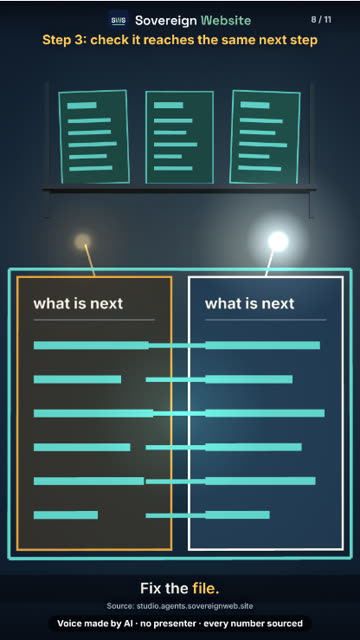 SWS Sovereign Website
8 / 11
Step 3: check it reaches the same next step
what is next
what is next
Fix the file.
Source: studio.agents.sovereignweb.site
Voice made by AI · no presenter · every number sourced